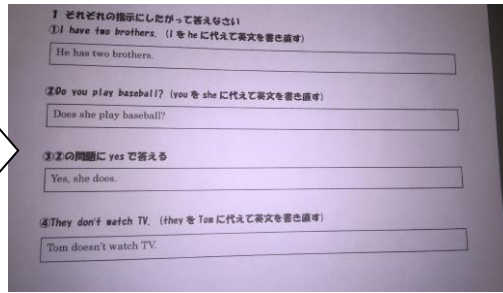 1 それぞれの指示にしたがって答えなさい
①I have two brothers. (I を he に代えて英文を書き直す)
He has two brothers.
②Do you play baseball? (you を she に代えて英文を書き直す)
Does she play baseball?
③②の問題に yes で答える
Yes, she does.
④They don't watch TV. (they を Tom に代えて英文を書き直す)
Tom doesn't watch TV.